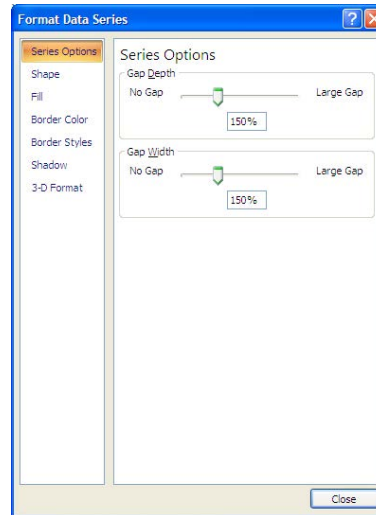 Format Data Series
Series Options
Shape
Fill
Border Color
Border Styles
Shadow
3-D Format
Series Options
Gap Depth
No Gap Large Gap
150%
Gap Width
No Gap Large Gap
150%
Close